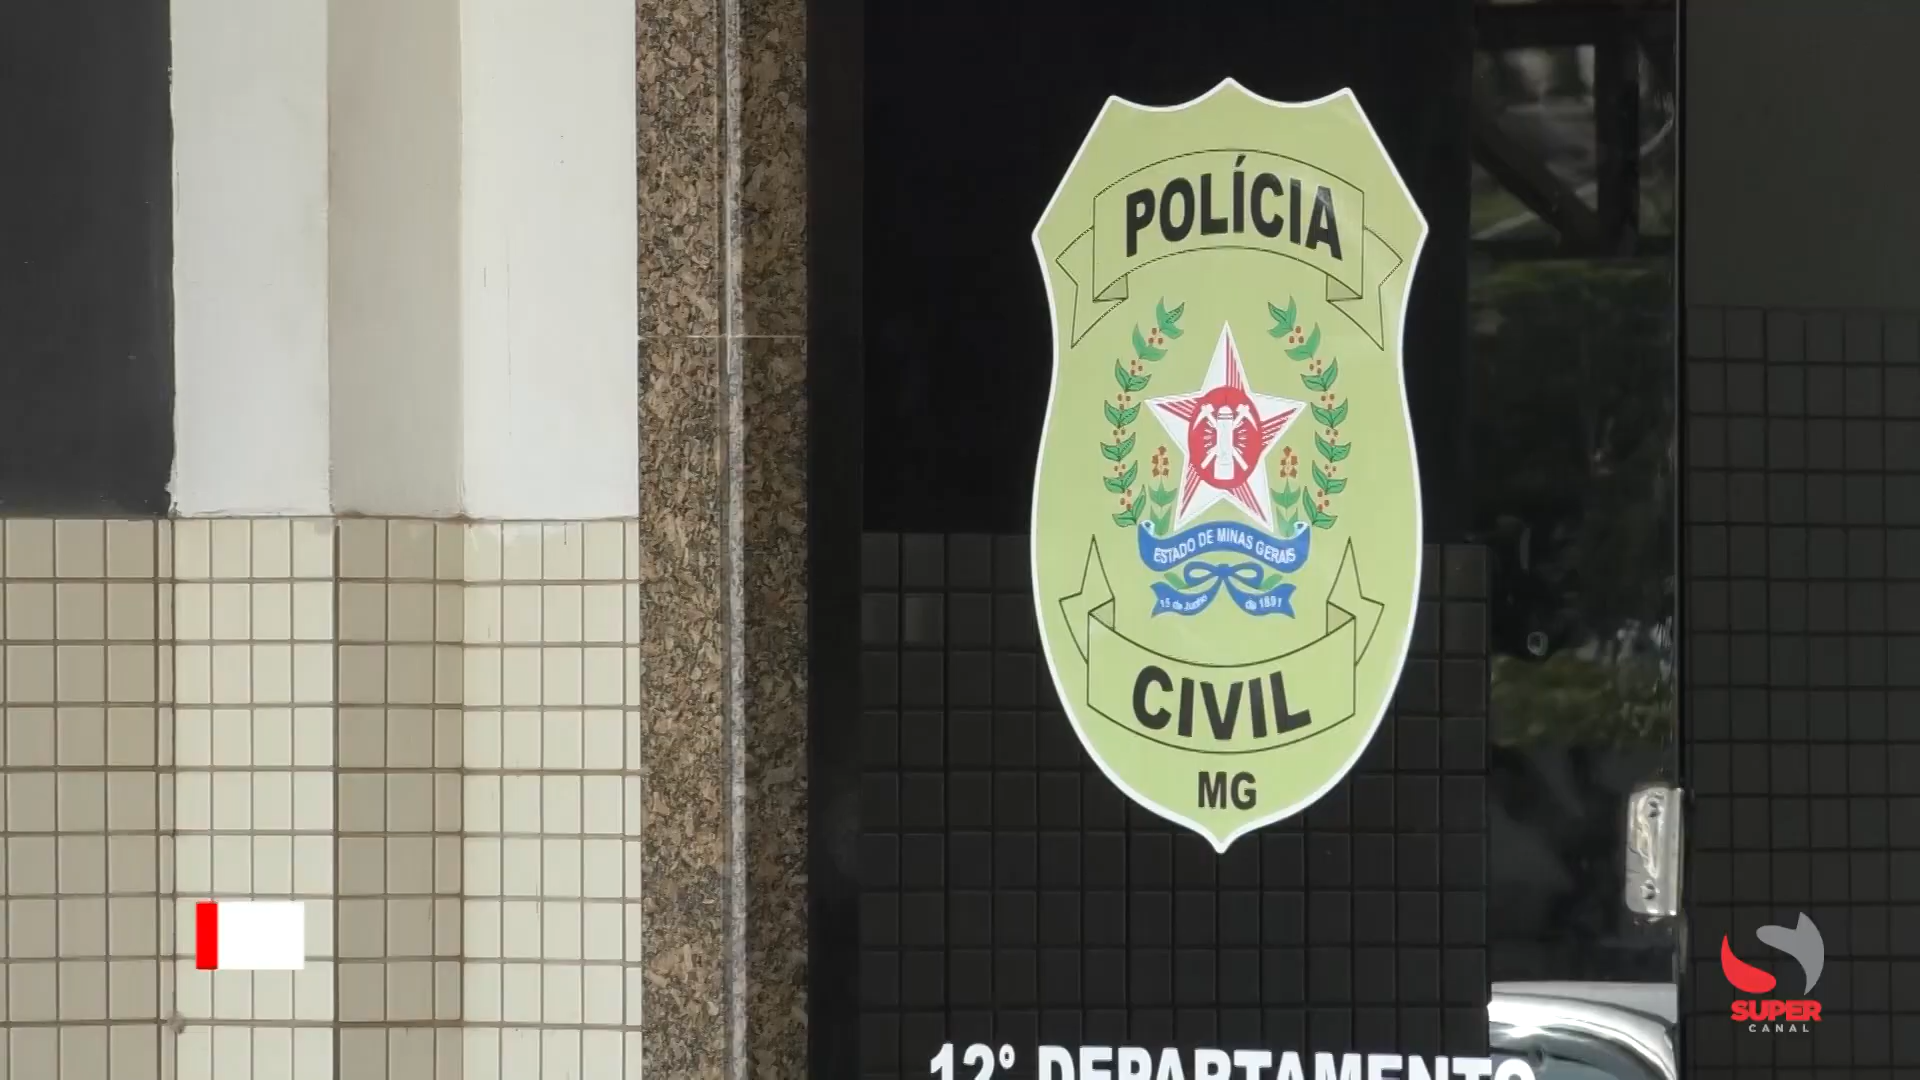 POLÍCIA
ESTADO DE MINAS GERAIS
15 de Junho de 1891
CIVIL
MG
12° DEPARTAMENTO
SUPER
CANAL